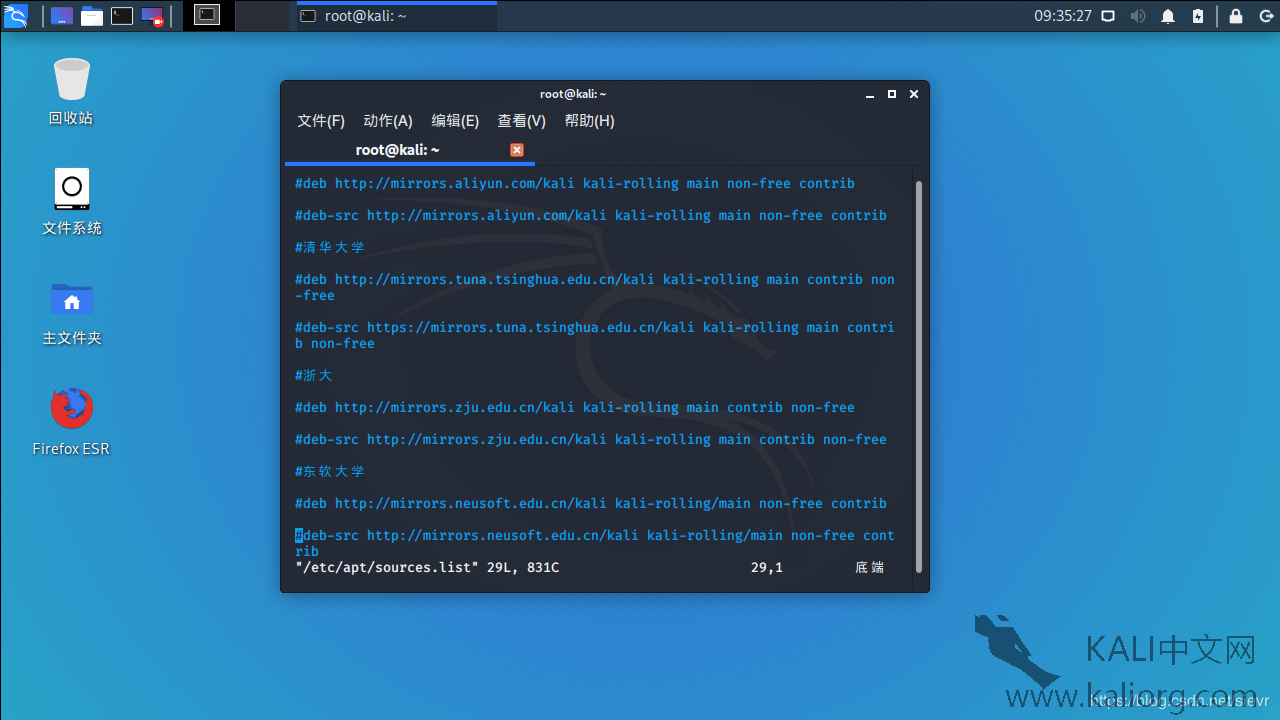 root@kali: ~
09:35:27
回收站
文件系统
主文件夹
Firefox ESR
root@kali:~
文件(F) 动作(A) 编辑(E) 查看(V) 帮助(H)
root@kali: ~
#deb http://mirrors.aliyun.com/kali kali-rolling main non-free contrib
#deb-src http://mirrors.aliyun.com/kali kali-rolling main non-free contrib
#清华大学
#deb http://mirrors.tuna.tsinghua.edu.cn/kali kali-rolling main contrib non
-free
#deb-src https://mirrors.tuna.tsinghua.edu.cn/kali kali-rolling main contri
b non-free
#浙大
#deb http://mirrors.zju.edu.cn/kali kali-rolling main contrib non-free
#deb-src http://mirrors.zju.edu.cn/kali kali-rolling main contrib non-free
#东软大学
#deb http://mirrors.neusoft.edu.cn/kali kali-rolling/main non-free contrib
#deb-src http://mirrors.neusoft.edu.cn/kali kali-rolling/main non-free cont
rib
"/etc/apt/sources.list" 29L, 831C 29,1 底端
KALI中文网
www.kaliorg.com